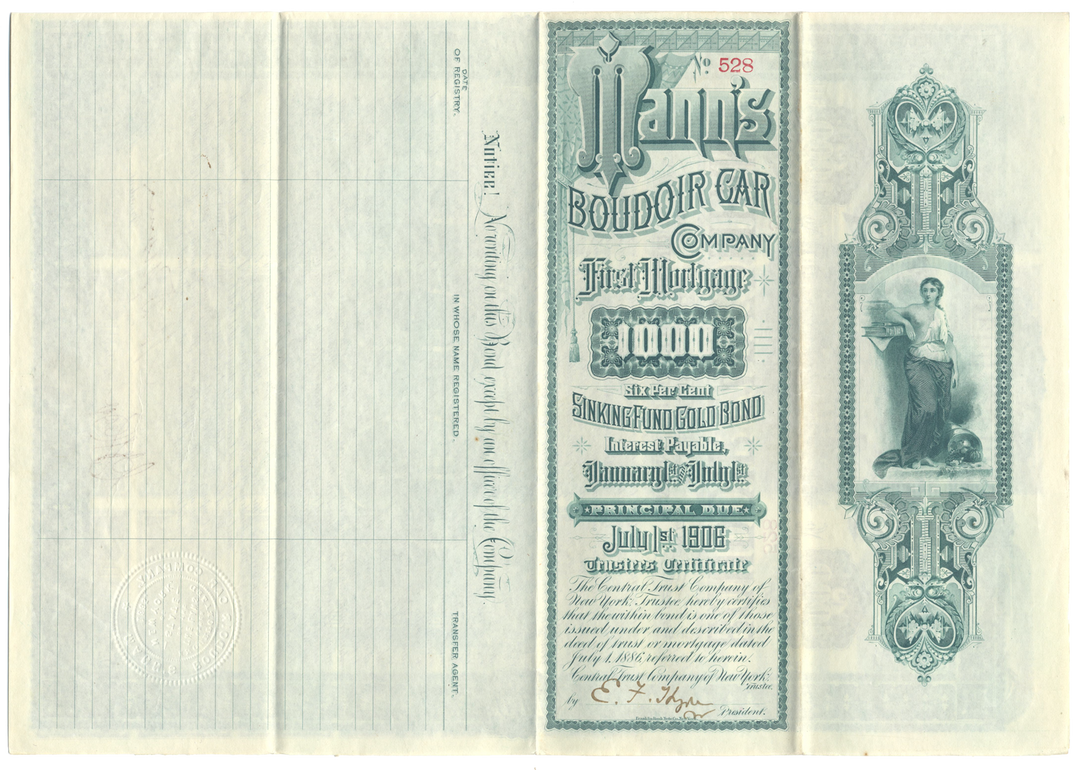 DATE
OF REGISTRY.
IN WHOSE NAME REGISTERED.
TRANSFER AGENT.
Notice! No writing on this Bond except by an officer of the Company.
No. 528
Mann's
BOUDOIR CAR
COMPANY
First Mortgage
1000
Six Per Cent
SINKING FUND GOLD BOND
Interest Payable,
January 1st and July 1st
PRINCIPAL DUE
July 1st 1906
Trustee's Certificate
The Central Trust Company of
New York, Trustee, hereby certifies
that the within bond is one of those
issued under and described in the
deed of trust or mortgage dated
July 1, 1886, referred to herein.
Central Trust Company of New York,
Trustee,
by E. F. Hyde
President.